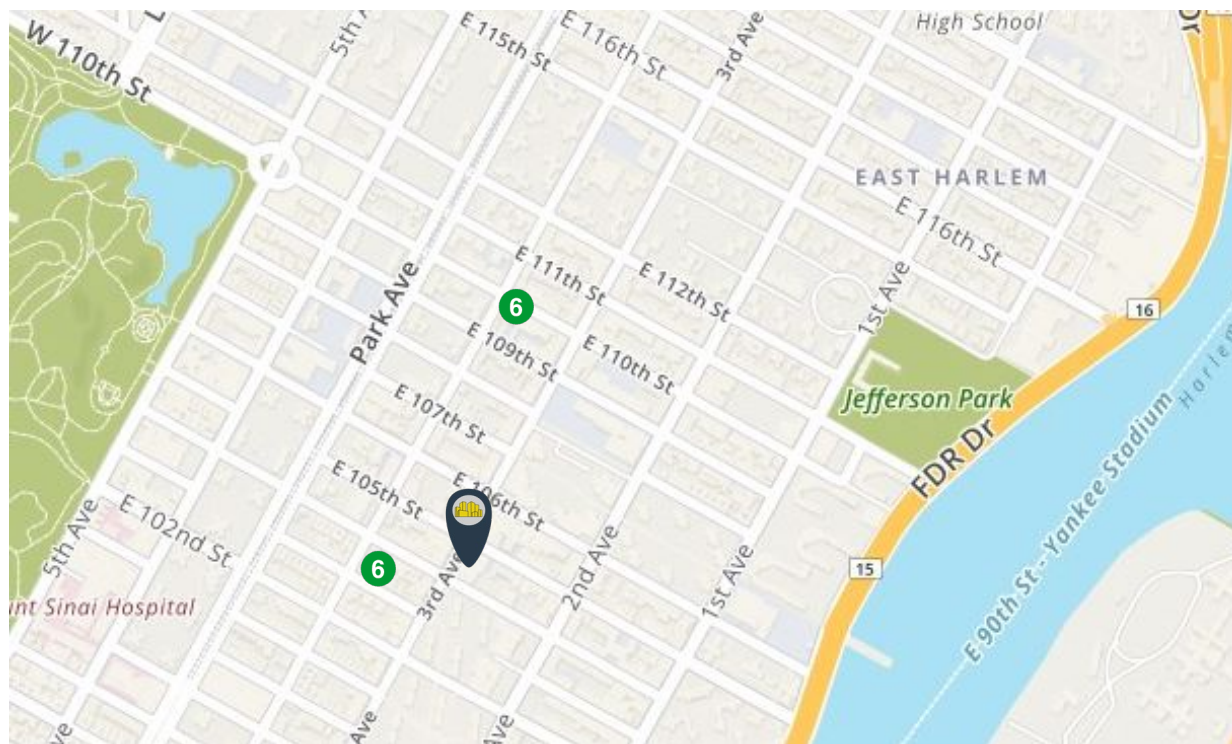 High School
W 110th St
E 115th St
E 116th St
5th A
3rd Ave
Dr
EAST HARLEM
E 116th St
E 111th St
E 112th St
1st Ave
16
Park Ave
6
E 109th St
E 110th St
Jefferson Park
Harlem
E 107th St
FDR Dr
E 105th St
E 106th St
E 102nd St
5th Ave
6
3rd Ave
2nd Ave
1st Ave
15
E 90th St - Yankee Stadium
unt Sinai Hospital
Ave
Ave
Ave